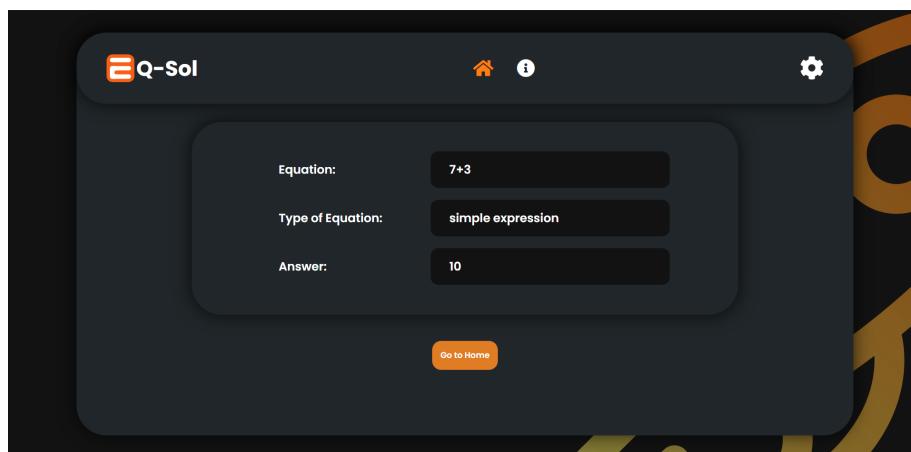 Q-Sol
Equation: 7+3
Type of Equation: simple expression
Answer: 10
Go to Home